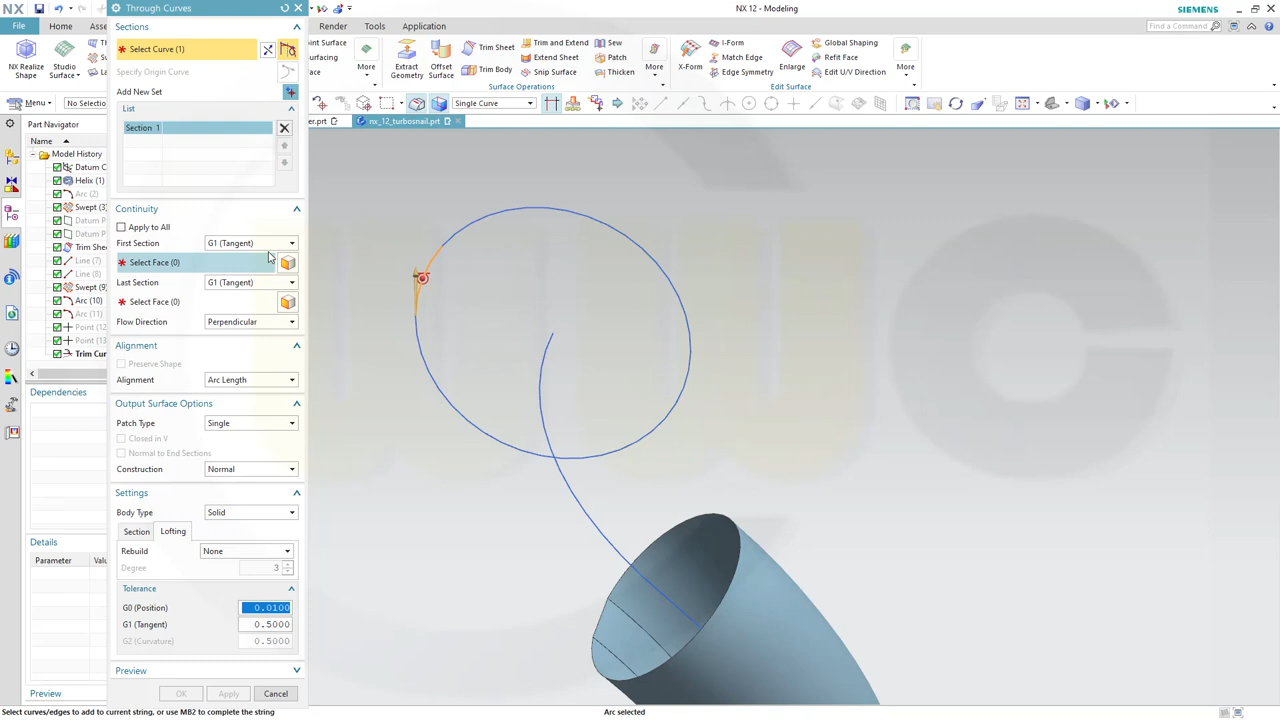 NX
Through Curves
NX 12 - Modeling
SIEMENS
File
Home
Ass
Render
Tools
Application
Find a Command
NX Realize
Shape
Studio
Surface
More
Extract
Geometry
Offset
Surface
Trim Sheet
Trim Body
Trim and Extend
Extend Sheet
Snip Surface
Sew
Patch
Thicken
More
X-Form
I-Form
Match Edge
Edge Symmetry
Enlarge
Global Shaping
Refit Face
Edit U/V Direction
More
Surface Operations
Edit Surface
Menu
No Selection
Single Curve
er.prt
nx_12_turbosnail.prt
Part Navigator
Name
Model History
Datum C
Helix (1)
Arc (2)
Swept (3)
Datum P
Datum P
Trim Shee
Line (7)
Line (8)
Swept (9)
Arc (10)
Arc (11)
Point (12
Point (13
Trim Cur
Dependencies
Details
Parameter
Valu
Preview
Sections
Select Curve (1)
Specify Origin Curve
Add New Set
List
Section 1
Continuity
Apply to All
First Section
G1 (Tangent)
Select Face (0)
Last Section
G1 (Tangent)
Select Face (0)
Flow Direction
Perpendicular
Alignment
Preserve Shape
Alignment
Arc Length
Output Surface Options
Patch Type
Single
Closed in V
Normal to End Sections
Construction
Normal
Settings
Body Type
Solid
Section
Lofting
Rebuild
None
Degree
3
Tolerance
G0 (Position)
0.0100
G1 (Tangent)
0.5000
G2 (Curvature)
0.5000
Preview
OK
Apply
Cancel
Select curves/edges to add to current string, or use MB2 to complete the string
Arc selected